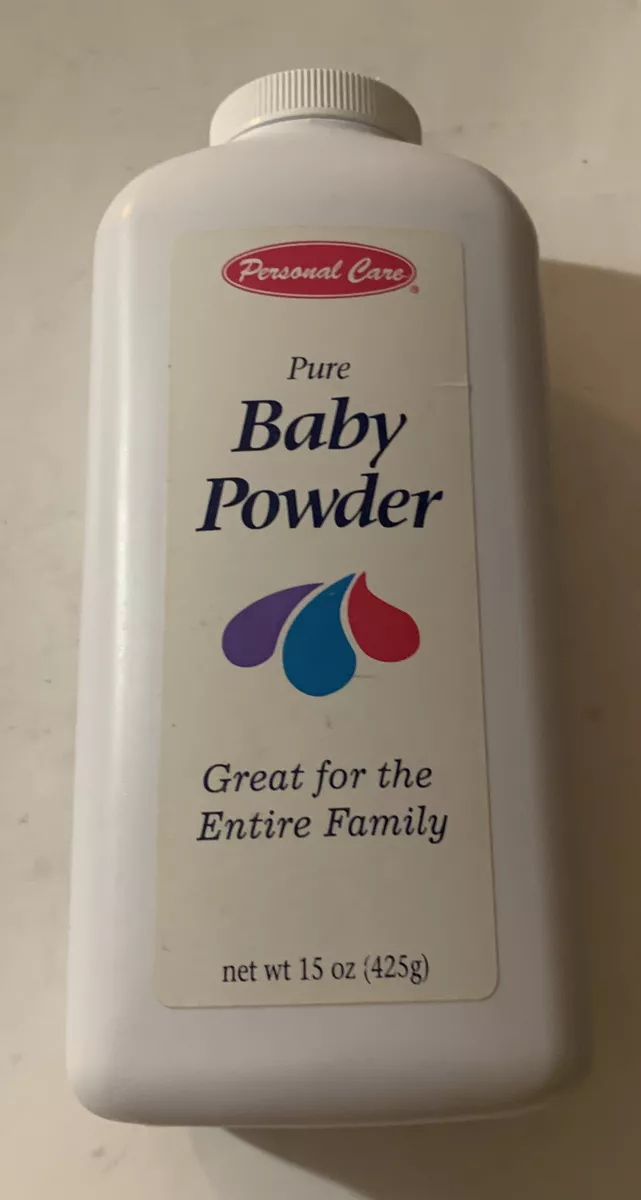 Personal Care®
Pure
Baby
Powder
Great for the
Entire Family
net wt 15 oz (425g)